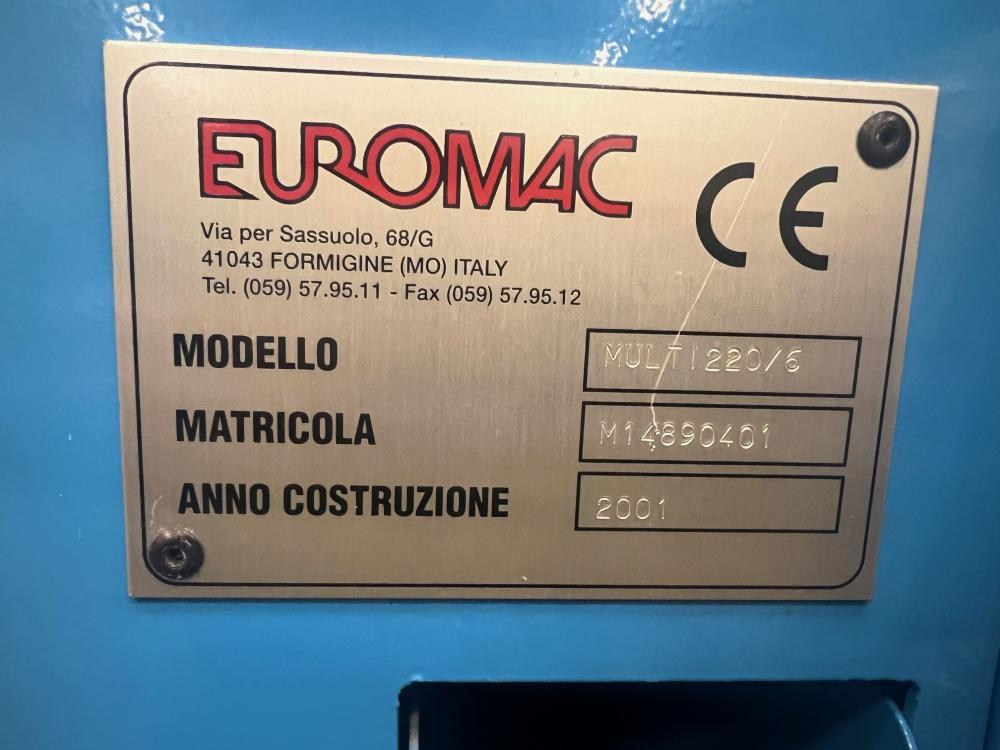 EUROMAC
CE
Via per Sassuolo, 68/G
41043 FORMIGINE (MO) ITALY
Tel. (059) 57.95.11 - Fax (059) 57.95.12
MODELLO MULTI220/6
MATRICOLA M14890401
ANNO COSTRUZIONE 2001